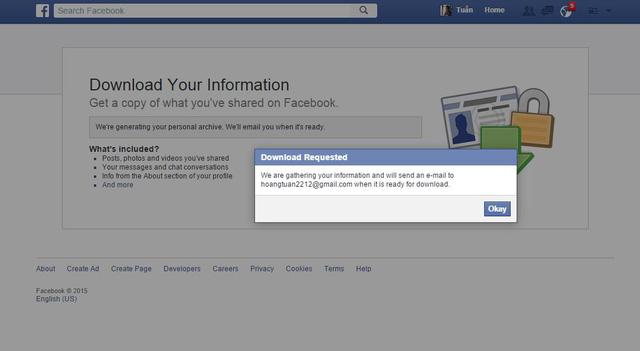 f Search Facebook Tuấn Home 5
Download Your Information
Get a copy of what you've shared on Facebook.
We're generating your personal archive. We'll email you when it's ready.
What's included?
Posts, photos and videos you've shared
Your messages and chat conversations
Info from the About section of your profile
And more
Download Requested
We are gathering your information and will send an e-mail to
hoangtuan2212@gmail.com when it is ready for download.
Okay
About Create Ad Create Page Developers Careers Privacy Cookies Terms Help
Facebook © 2015
English (US)